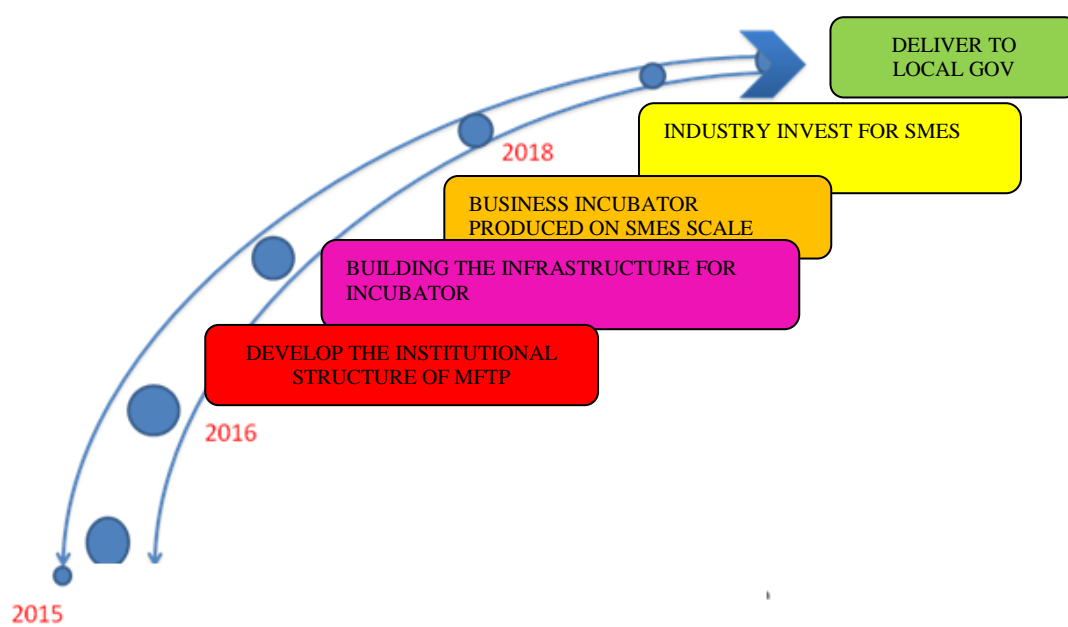 DELIVER TO
LOCAL GOV
INDUSTRY INVEST FOR SMES
2018
BUSINESS INCUBATOR
PRODUCED ON SMES SCALE
BUILDING THE INFRASTRUCTURE FOR
INCUBATOR
DEVELOP THE INSTITUTIONAL
STRUCTURE OF MFTP
2016
2015